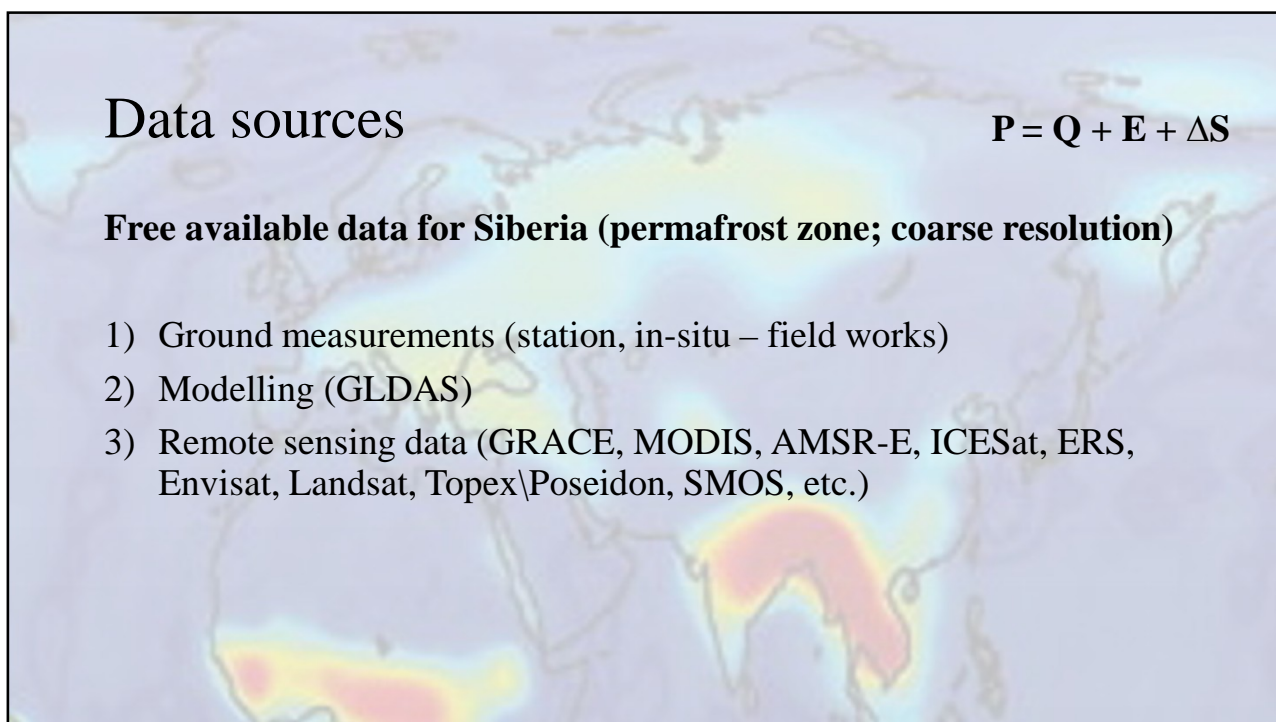 Data sources
P = Q + E + ΔS
Free available data for Siberia (permafrost zone; coarse resolution)
1) Ground measurements (station, in-situ – field works)
2) Modelling (GLDAS)
3) Remote sensing data (GRACE, MODIS, AMSR-E, ICESat, ERS,
Envisat, Landsat, Topex\Poseidon, SMOS, etc.)